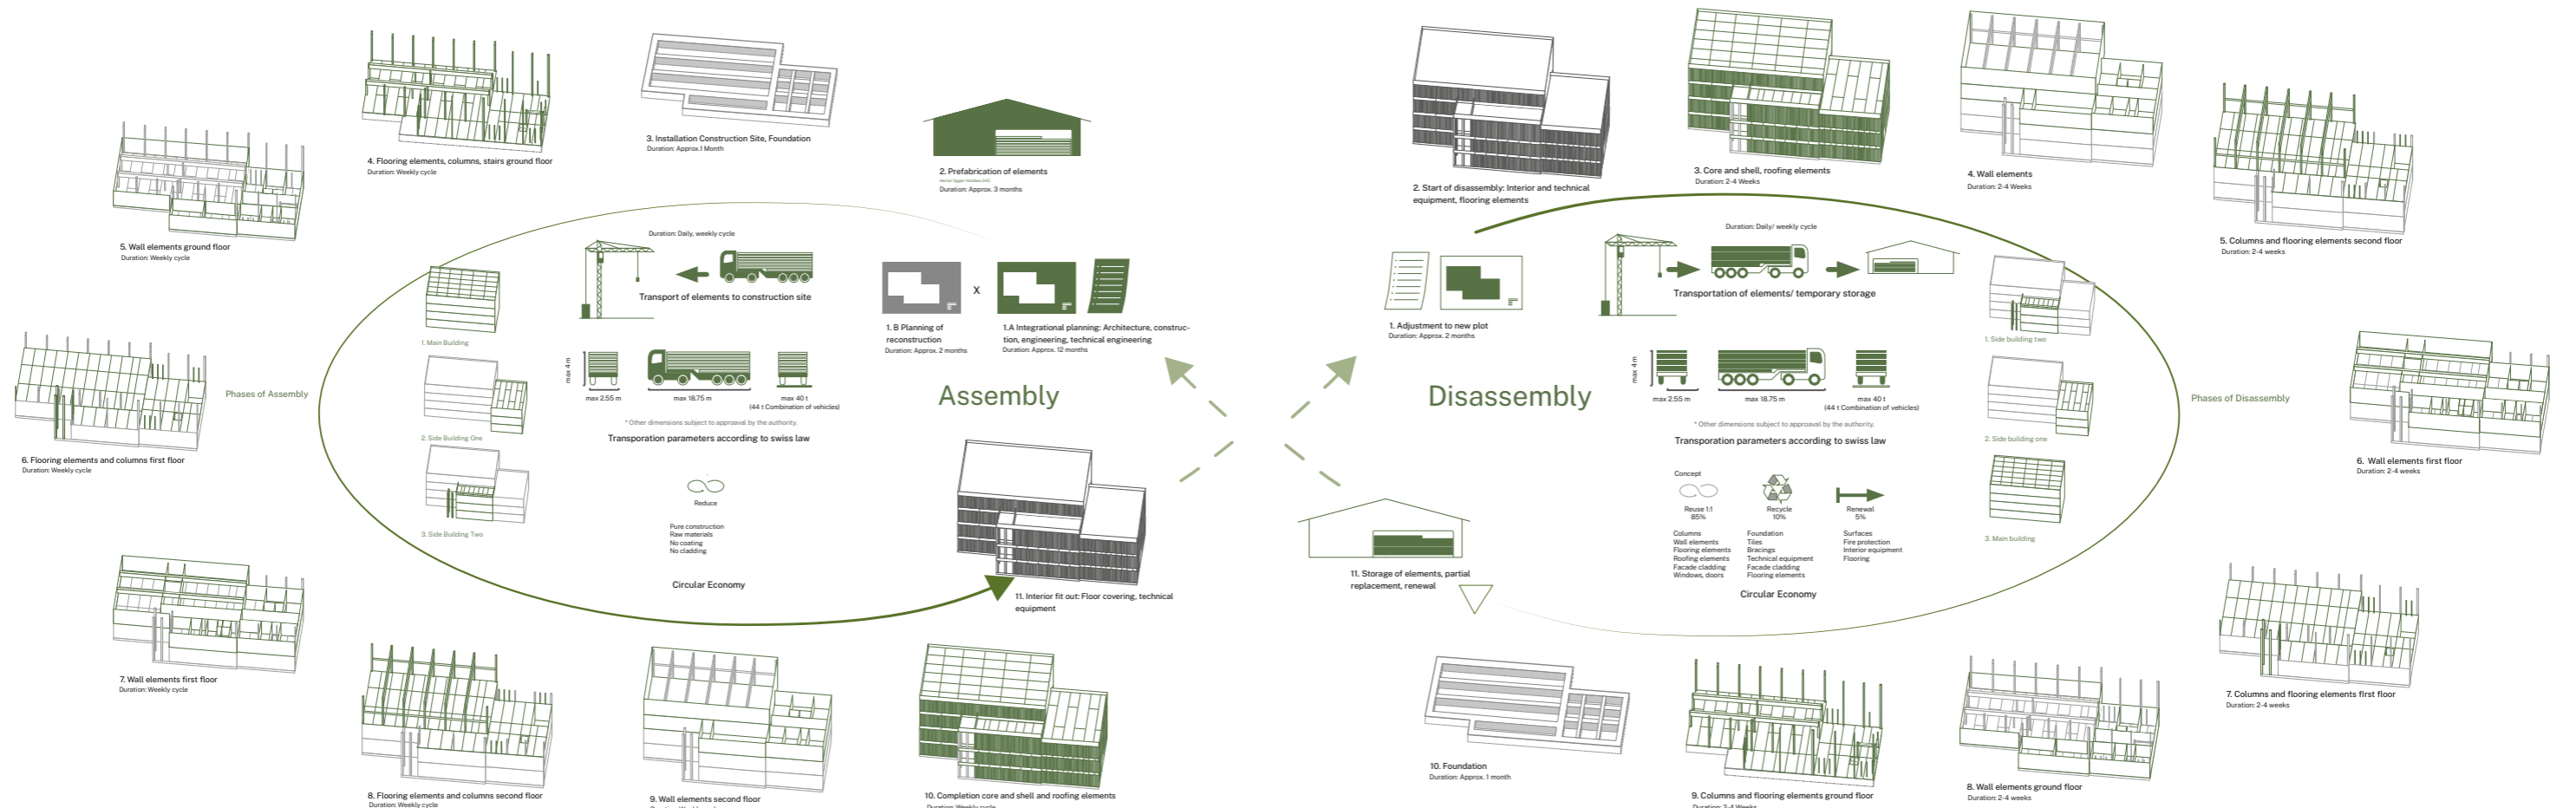 3. Installation Construction Site, Foundation
Duration: Approx.1 Month
4. Flooring elements, columns, stairs ground floor
Duration: Weekly cycle
2. Prefabrication of elements
Duration: Approx. 3 months
5. Wall elements ground floor
Duration: Weekly cycle
Duration: Daily, weekly cycle
Transport of elements to construction site
X
1. B Planning of
reconstruction
Duration: Approx. 2 months
1.A Integrational planning: Architecture, construc-
tion, engineering, technical engineering
Duration: Approx. 12 months
1. Main Building
6. Flooring elements and columns first floor
Duration: Weekly cycle
Phases of Assembly
max 4 m
max 2.55 m
max 18.75 m
max 40 t
(44 t Combination of vehicles)
* Other dimensions subject to approaval by the authority.
Transporation parameters according to swiss law
Assembly
2. Side Building One
3. Side Building Two
Reduce
Pure construction
Raw materials
No coating
No cladding
Circular Economy
11. Interior fit out: Floor covering, technical
equipment
7. Wall elements first floor
Duration: Weekly cycle
8. Flooring elements and columns second floor
Duration: Weekly cycle
9. Wall elements second floor
10. Completion core and shell and roofing elements
Duration: Weekly cycle
2. Start of disassembly: Interior and technical
equipment, flooring elements
3. Core and shell, roofing elements
Duration: 2-4 Weeks
4. Wall elements
Duration: 2-4 Weeks
5. Columns and flooring elements second floor
Duration: 2-4 weeks
Duration: Daily/ weekly cycle
Transportation of elements/ temporary storage
1. Adjustment to new plot
Duration: Approx. 2 months
1. Side building two
Disassembly
max 4 m
max 2.55 m
max 18.75 m
max 40 t
(44 t Combination of vehicles)
* Other dimensions subject to approaval by the authority.
Transporation parameters according to swiss law
2. Side building one
Phases of Disassembly
6. Wall elements first floor
Duration: 2-4 weeks
Concept
Reuse 1:1
85%
Recycle
10%
Renewal
5%
Columns
Wall elements
Flooring elements
Roofing elements
Facade cladding
Windows, doors
Foundation
Tiles
Bracings
Technical equipment
Facade cladding
Flooring elements
Surfaces
Fire protection
Interior equipment
Flooring
Circular Economy
3. Main building
11. Storage of elements, partial
replacement, renewal
7. Columns and flooring elements first floor
Duration: 2-4 weeks
10. Foundation
Duration: Approx. 1 month
9. Columns and flooring elements ground floor
Duration: 2-4 Weeks
8. Wall elements ground floor
Duration: 2-4 weeks